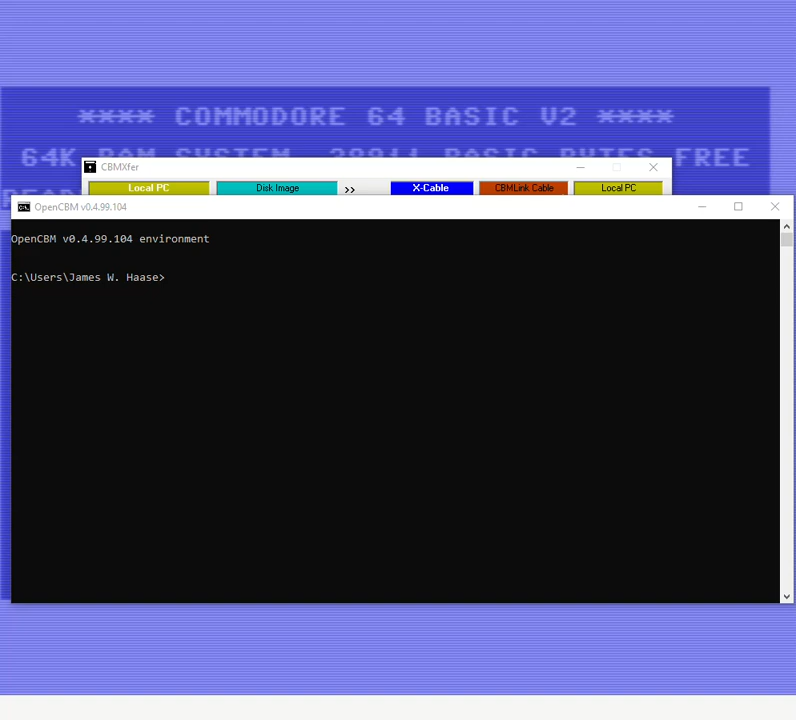 **** COMMODORE 64 BASIC V2 ****
64K RAM SYSTEM 38911 BASIC BYTES FREE
CBMXfer
Local PC Disk Image >> X-Cable CBMLink Cable Local PC
OpenCBM v0.4.99.104
OpenCBM v0.4.99.104 environment
C:\Users\James W. Haase>